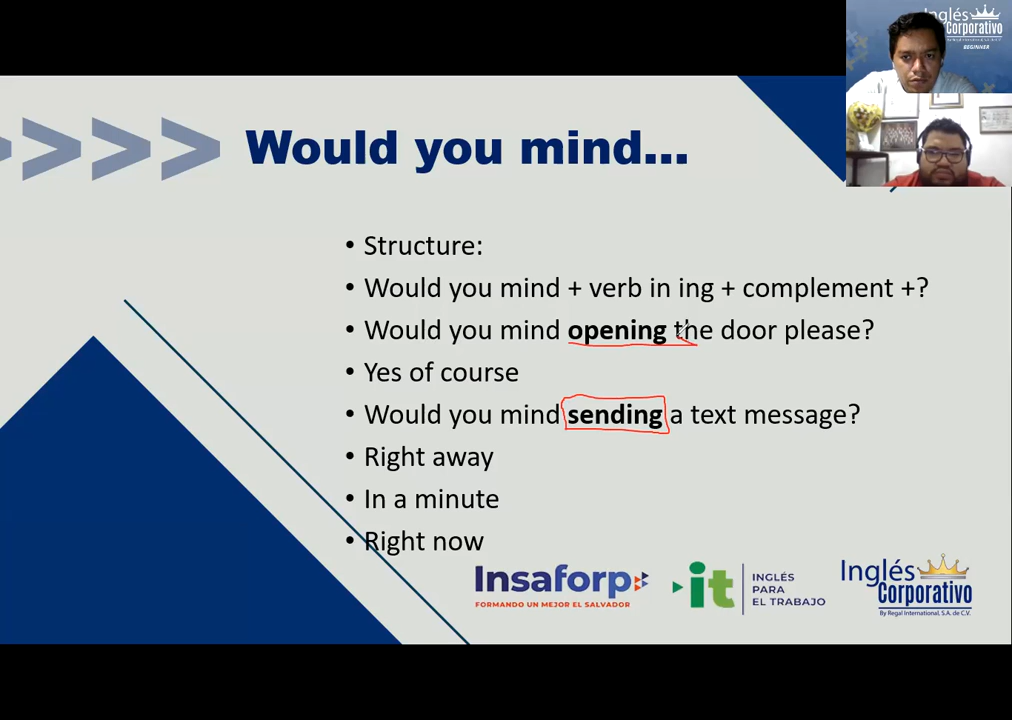 Inglés
Corporativo
BEGINNER
Would you mind...
• Structure:
• Would you mind + verb in ing + complement +?
• Would you mind opening the door please?
• Yes of course
• Would you mind sending a text message?
• Right away
• In a minute
• Right now
Insaforp
FORMANDO UN MEJOR EL SALVADOR
it
INGLÉS
PARA
EL TRABAJO
Inglés
Corporativo
By Regal International, S.A. de C.V.